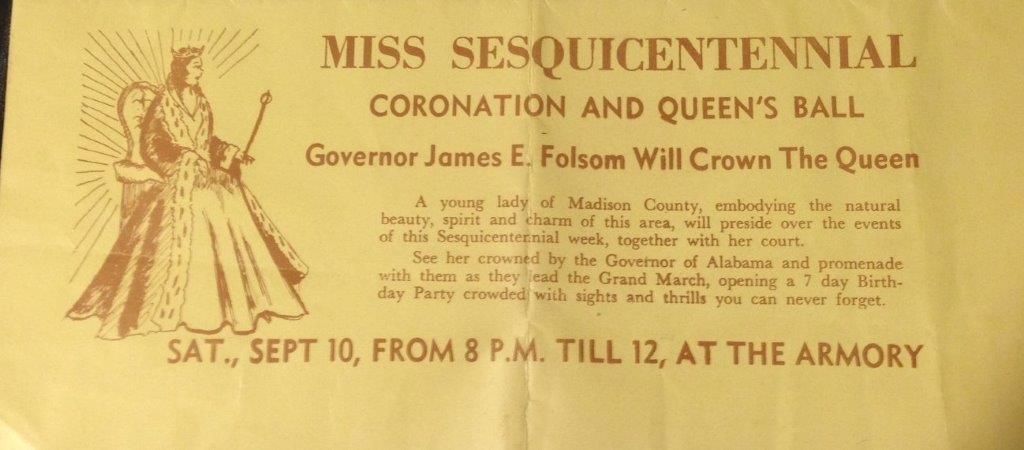 MISS SESQUICENTENNIAL
CORONATION AND QUEEN'S BALL
Governor James E. Folsom Will Crown The Queen
A young lady of Madison County, embodying the natural
beauty, spirit and charm of this area, will preside over the events
of this Sesquicentennial week, together with her court.
See her crowned by the Governor of Alabama and promenade
with them as they lead the Grand March, opening a 7 day Birth-
day Party crowded with sights and thrills you can never forget.
SAT., SEPT 10, FROM 8 P.M. TILL 12, AT THE ARMORY